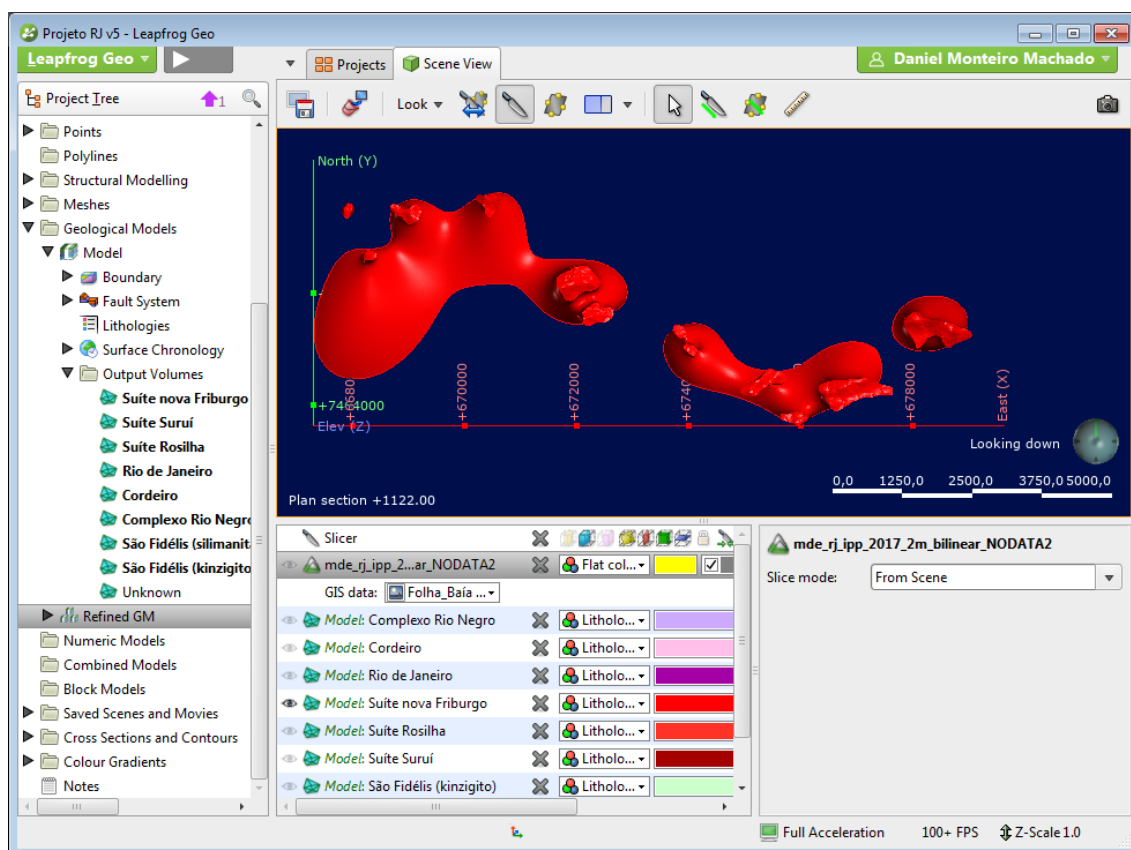 Projeto RJ v5 - Leapfrog Geo
Leapfrog Geo
Projects
Scene View
Daniel Monteiro Machado
Project Tree
1
Look
Points
Polylines
Structural Modelling
Meshes
Geological Models
Model
Boundary
Fault System
Lithologies
Surface Chronology
Output Volumes
Suíte nova Friburgo
Suíte Suruí
Suíte Rosilha
Rio de Janeiro
Cordeiro
Complexo Rio Negro
São Fidélis (silimanit
São Fidélis (kinzigito
Unknown
Refined GM
Numeric Models
Combined Models
Block Models
Saved Scenes and Movies
Cross Sections and Contours
Colour Gradients
Notes
North (Y)
+7464000
Elev (Z)
+670000
+672000
+678000
East (X)
Looking down
0,0 1250,0 2500,0 3750,0 5000,0
Plan section +1122.00
Slicer
mde_rj_ipp_2...ar_NODATA2 Flat col...
GIS data: Folha_Baía ...
Model: Complexo Rio Negro Litholo...
Model: Cordeiro Litholo...
Model: Rio de Janeiro Litholo...
Model: Suíte nova Friburgo Litholo...
Model: Suíte Rosilha Litholo...
Model: Suíte Suruí Litholo...
Model: São Fidélis (kinzigito) Litholo...
mde_rj_ipp_2017_2m_bilinear_NODATA2
Slice mode: From Scene
Full Acceleration 100+ FPS Z-Scale 1.0